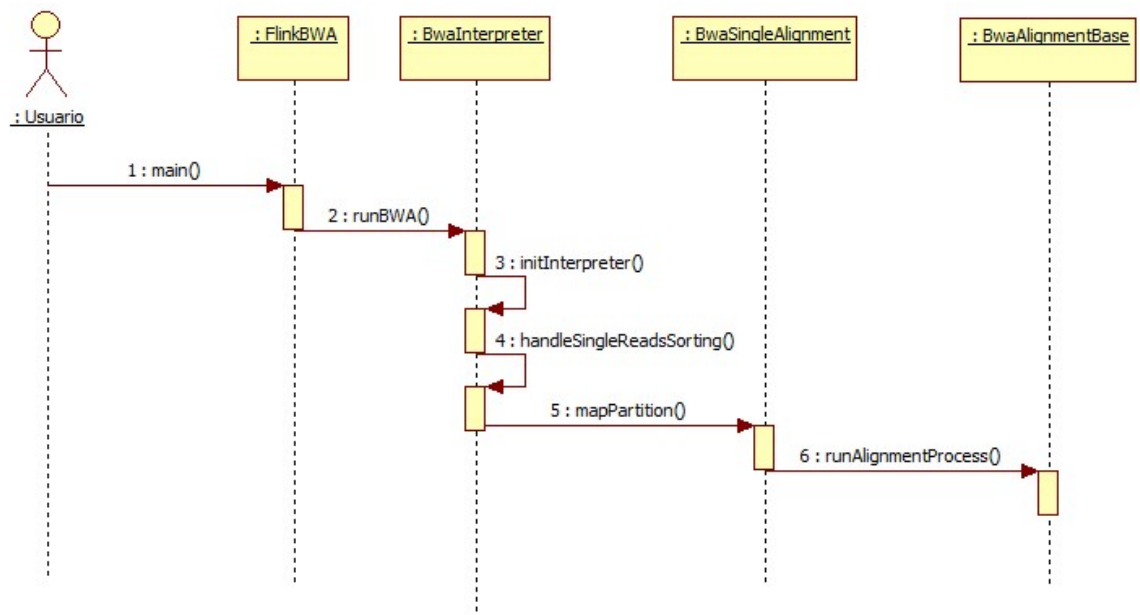 : FlinkBWA
: BwaInterpreter
: BwaSingleAlignment
: BwaAlignmentBase
: Usuario
1 : main()
2 : runBWA()
3 : initInterpreter()
4 : handleSingleReadsSorting()
5 : mapPartition()
6 : runAlignmentProcess()